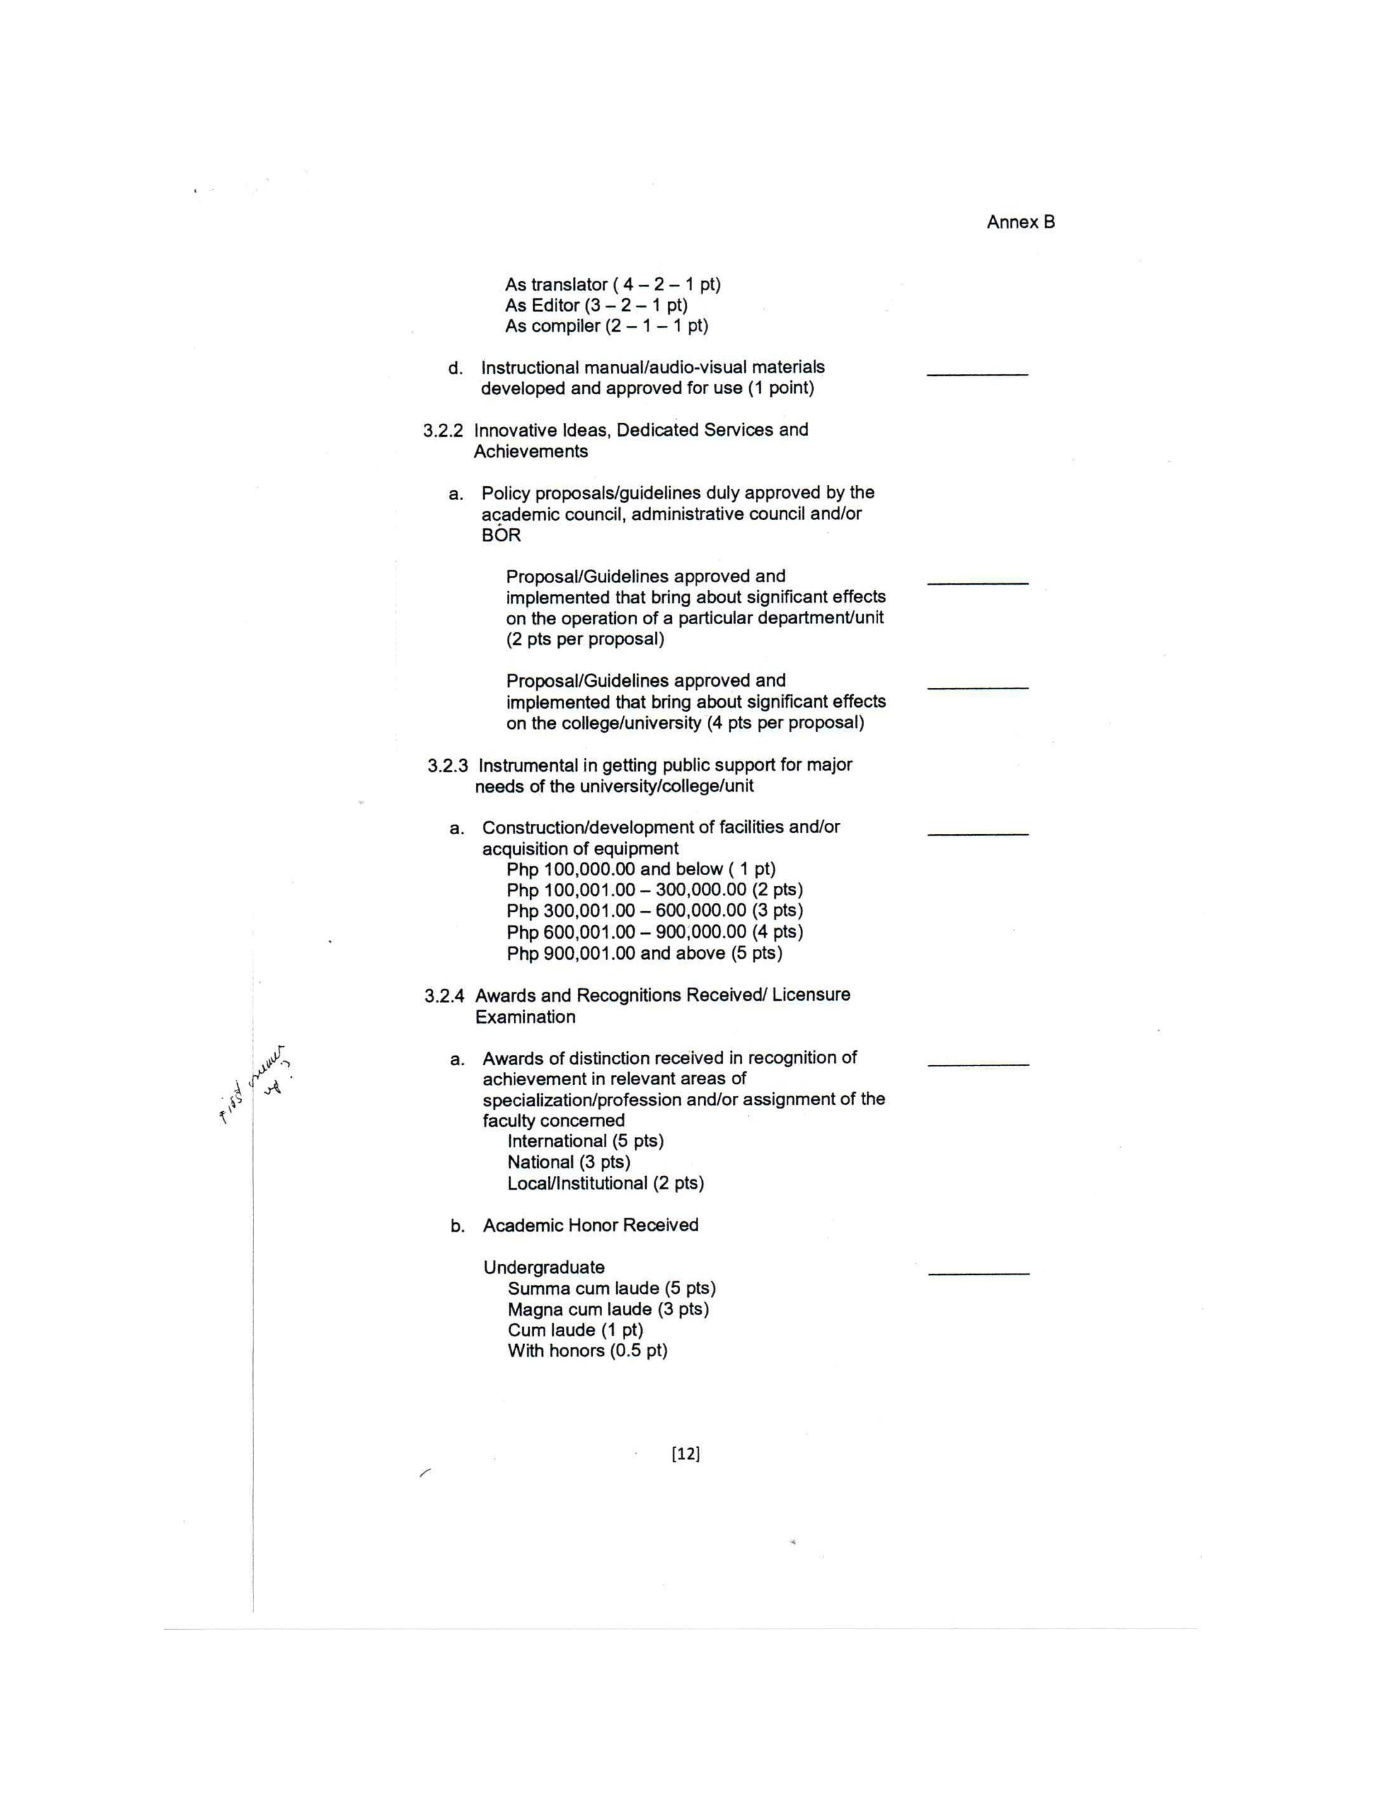 Annex B
As translator ( 4 – 2 – 1 pt)
As Editor (3 – 2 – 1 pt)
As compiler (2 – 1 – 1 pt)
d. Instructional manual/audio-visual materials
developed and approved for use (1 point)
3.2.2 Innovative Ideas, Dedicated Services and
Achievements
a. Policy proposals/guidelines duly approved by the
academic council, administrative council and/or
BOR
Proposal/Guidelines approved and
implemented that bring about significant effects
on the operation of a particular department/unit
(2 pts per proposal)
Proposal/Guidelines approved and
implemented that bring about significant effects
on the college/university (4 pts per proposal)
3.2.3 Instrumental in getting public support for major
needs of the university/college/unit
a. Construction/development of facilities and/or
acquisition of equipment
Php 100,000.00 and below ( 1 pt)
Php 100,001.00 – 300,000.00 (2 pts)
Php 300,001.00 – 600,000.00 (3 pts)
Php 600,001.00 – 900,000.00 (4 pts)
Php 900,001.00 and above (5 pts)
3.2.4 Awards and Recognitions Received/ Licensure
Examination
a. Awards of distinction received in recognition of
achievement in relevant areas of
specialization/profession and/or assignment of the
faculty concerned
International (5 pts)
National (3 pts)
Local/Institutional (2 pts)
b. Academic Honor Received
Undergraduate
Summa cum laude (5 pts)
Magna cum laude (3 pts)
Cum laude (1 pt)
With honors (0.5 pt)
[12]